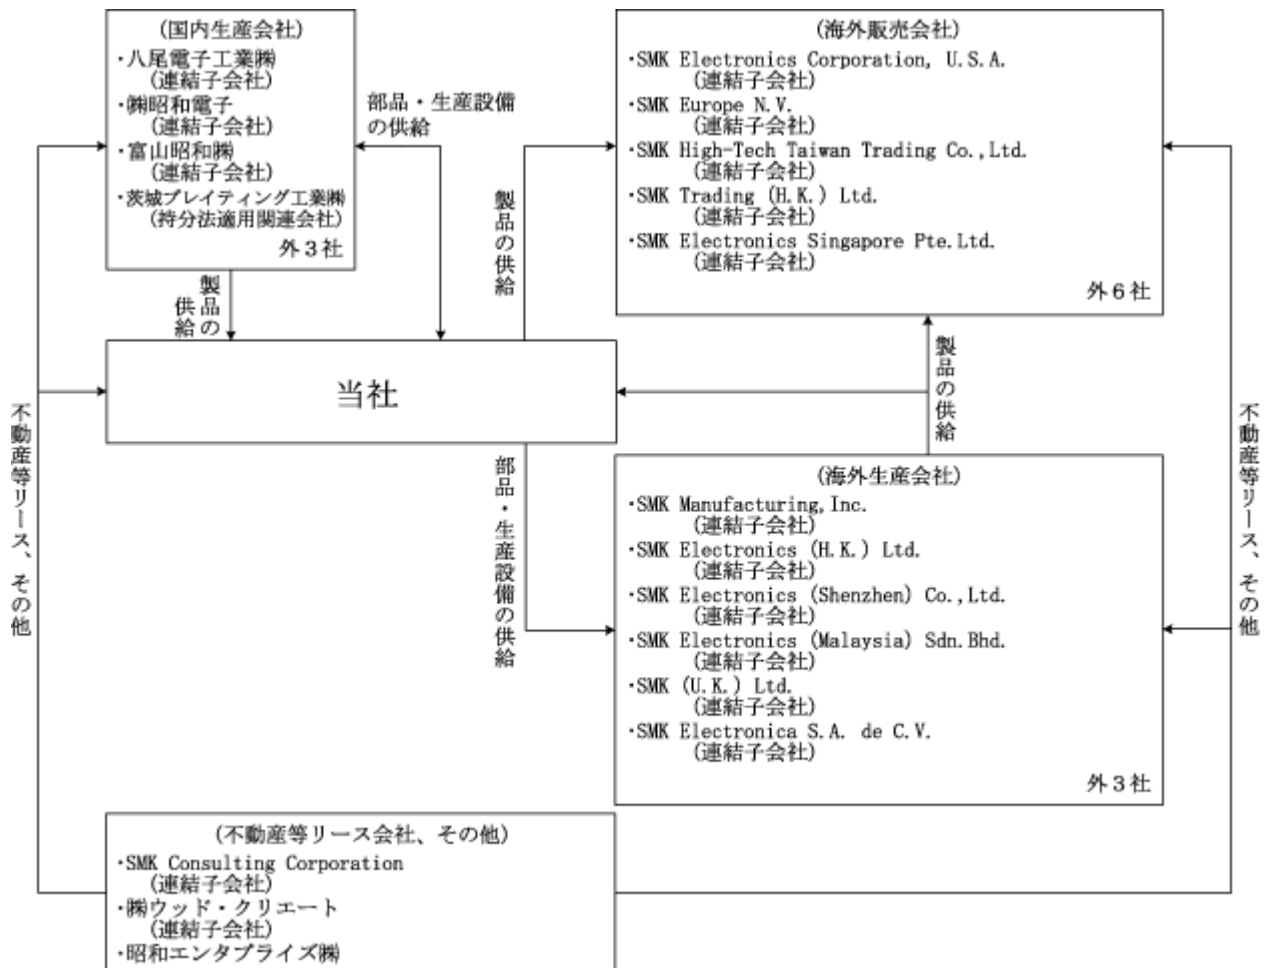 (国内生産会社)
・八尾電子工業㈱
(連結子会社)
・㈱昭和電子
(連結子会社)
・富山昭和㈱
(連結子会社)
・茨城プレイティング工業㈱
(持分法適用関連会社)
外3社
部品・生産設備
の供給
製品の供給
(海外販売会社)
・SMK Electronics Corporation, U.S.A.
(連結子会社)
・SMK Europe N.V.
(連結子会社)
・SMK High-Tech Taiwan Trading Co.,Ltd.
(連結子会社)
・SMK Trading (H.K.) Ltd.
(連結子会社)
・SMK Electronics Singapore Pte.Ltd.
(連結子会社)
外6社
製品の
供給
当社
製品の供給
不動産等リース、その他
不動産等リース、その他
部品・生産設備の供給
(海外生産会社)
・SMK Manufacturing,Inc.
(連結子会社)
・SMK Electronics (H.K.) Ltd.
(連結子会社)
・SMK Electronics (Shenzhen) Co.,Ltd.
(連結子会社)
・SMK Electronics (Malaysia) Sdn.Bhd.
(連結子会社)
・SMK (U.K.) Ltd.
(連結子会社)
・SMK Electronica S.A. de C.V.
(連結子会社)
外3社
(不動産等リース会社、その他)
・SMK Consulting Corporation
(連結子会社)
・㈱ウッド・クリエート
(連結子会社)
・昭和エンタプライズ㈱